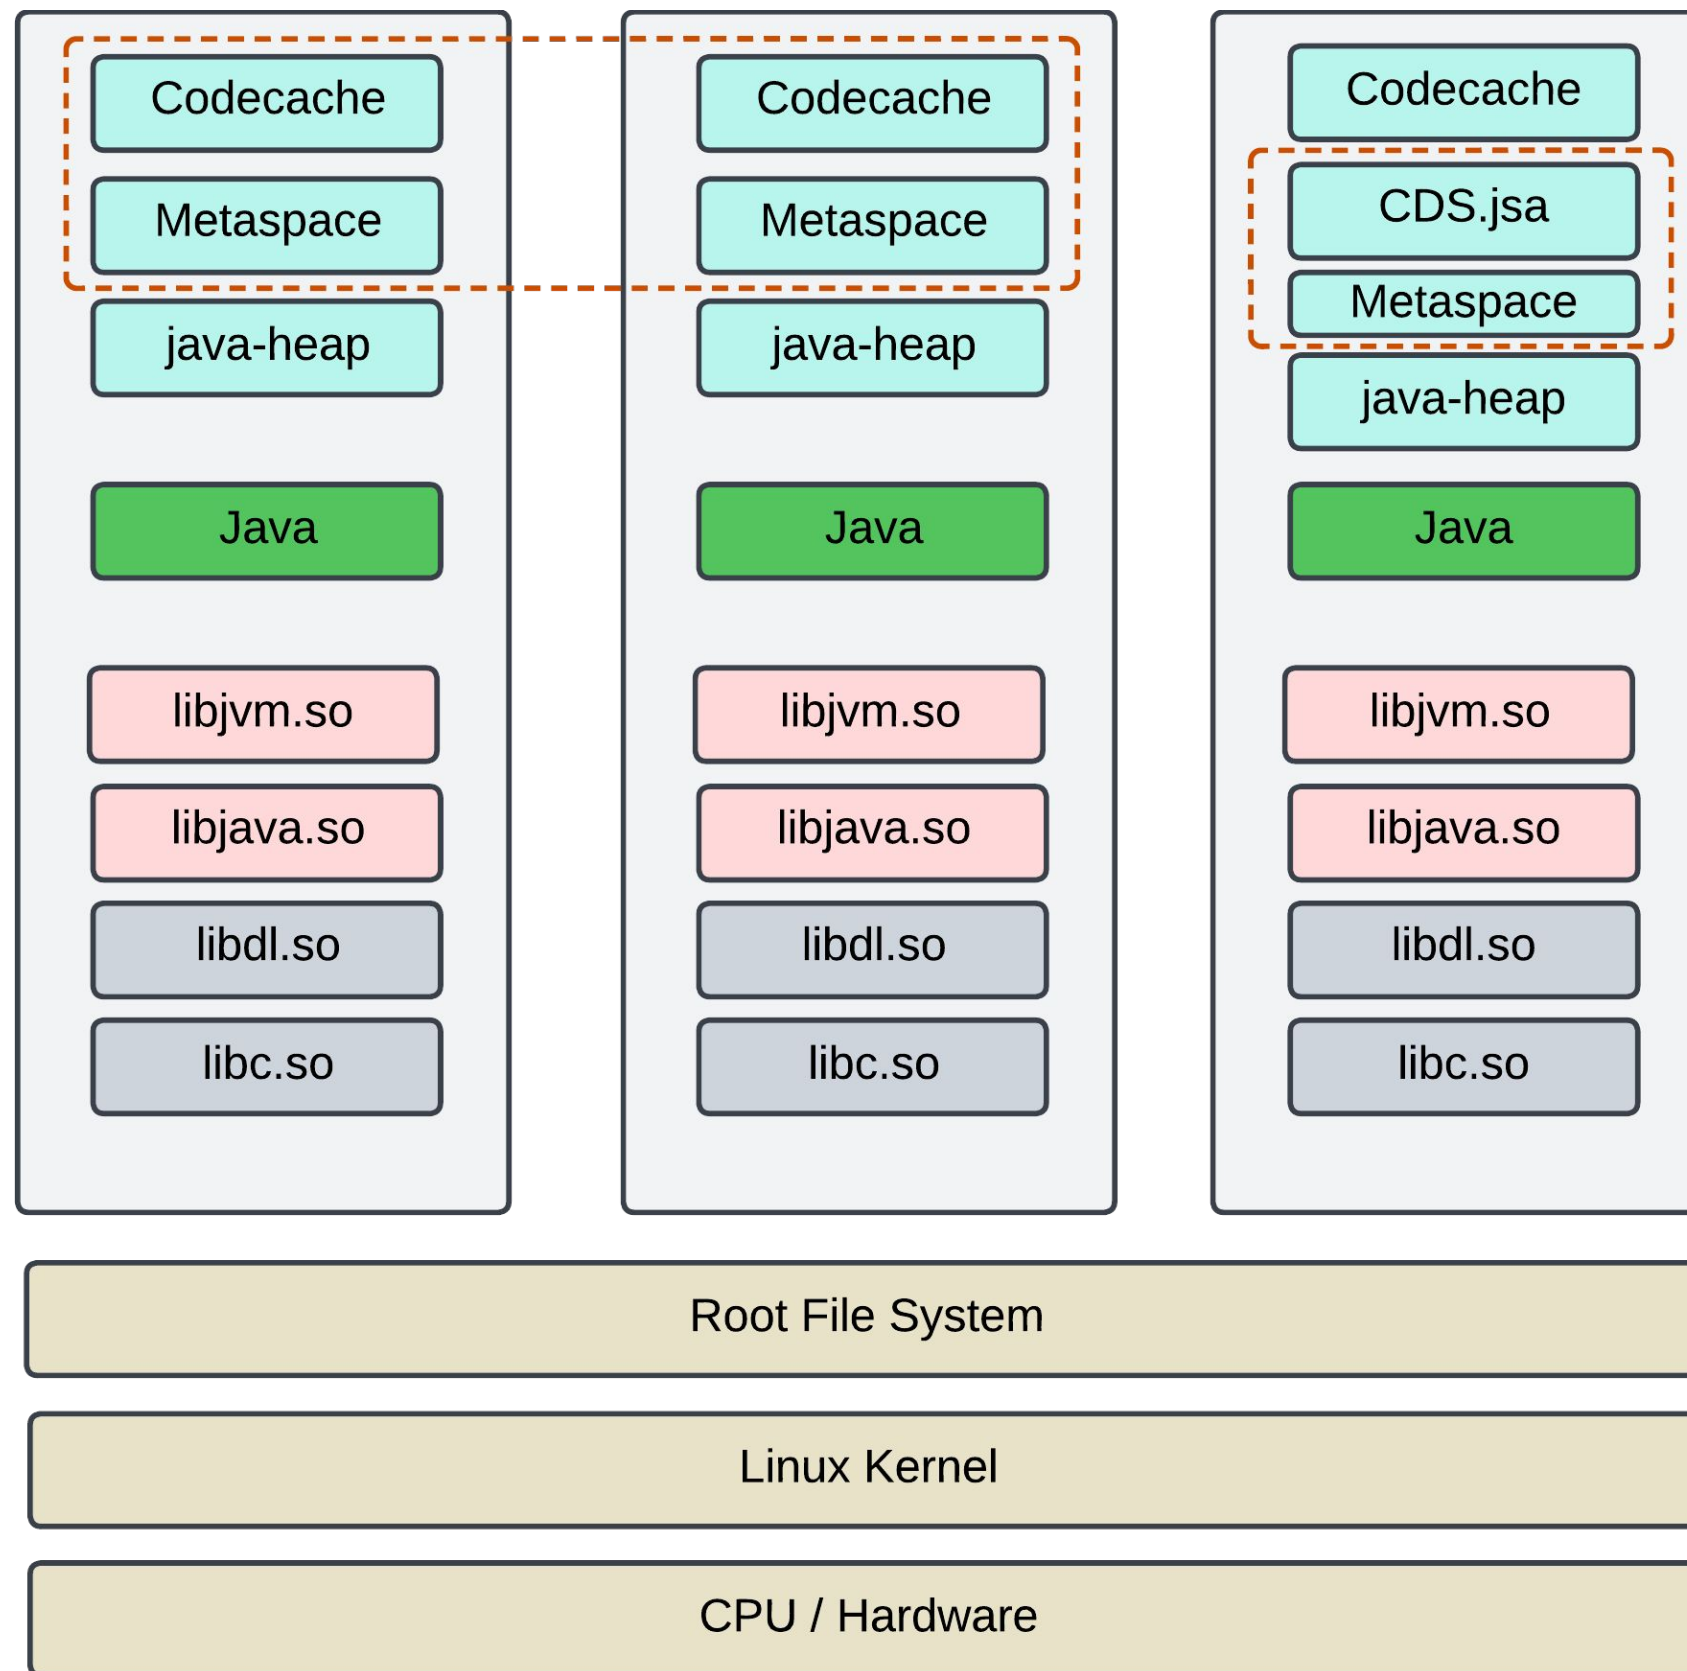 Codecache
Metaspace
java-heap
Java
libjvm.so
libjava.so
libdl.so
libc.so
Codecache
Metaspace
java-heap
Java
libjvm.so
libjava.so
libdl.so
libc.so
Codecache
CDS.jsa
Metaspace
java-heap
Java
libjvm.so
libjava.so
libdl.so
libc.so
Root File System
Linux Kernel
CPU / Hardware